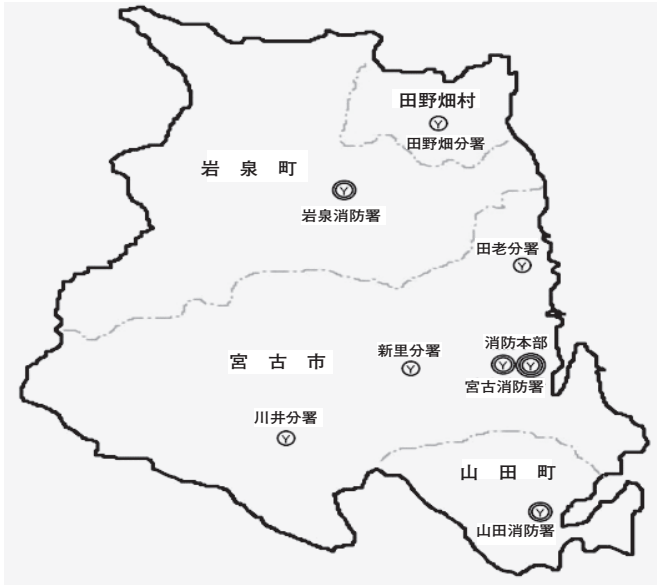 田野畑村
田野畑分署
岩泉町
岩泉消防署
田老分署
消防本部
新里分署
宮古市
宮古消防署
川井分署
山田町
山田消防署